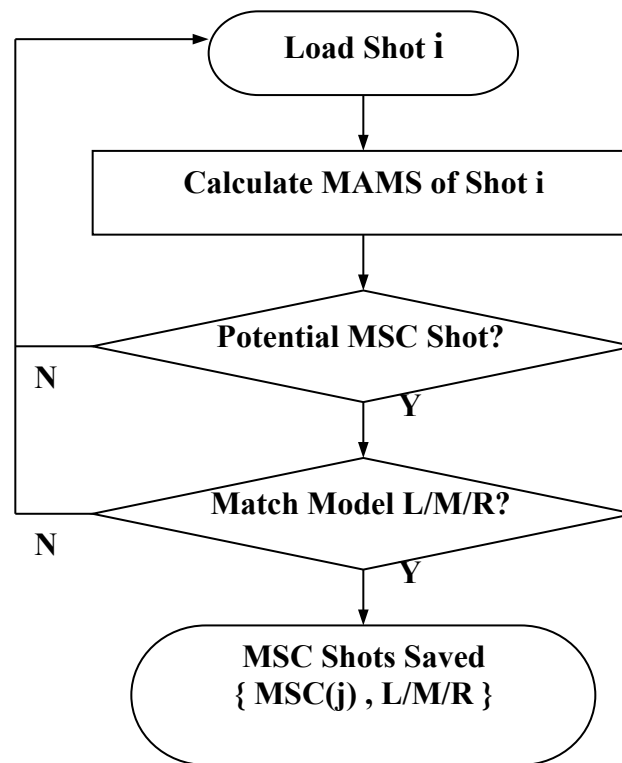 Load Shot i
Calculate MAMS of Shot i
Potential MSC Shot?
N
Y
Match Model L/M/R?
N
Y
MSC Shots Saved
{ MSC(j) , L/M/R }